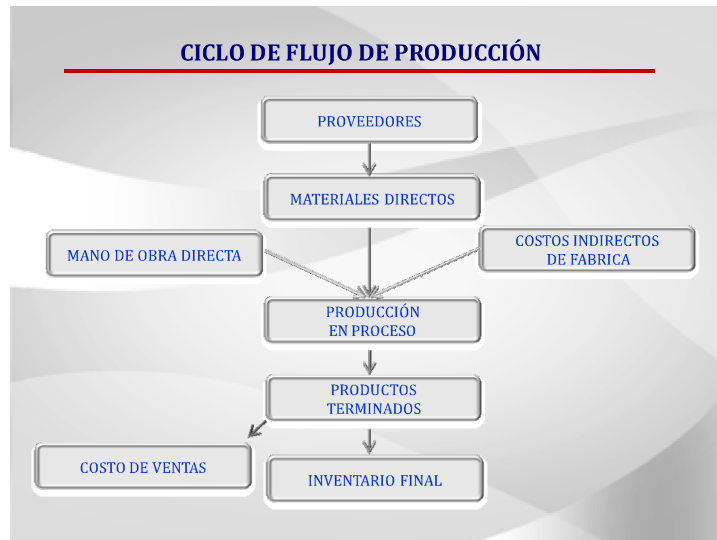 CICLO DE FLUJO DE PRODUCCIÓN
PROVEEDORES
MATERIALES DIRECTOS
MANO DE OBRA DIRECTA
COSTOS INDIRECTOS
DE FABRICA
PRODUCCIÓN
EN PROCESO
PRODUCTOS
TERMINADOS
COSTO DE VENTAS
INVENTARIO FINAL